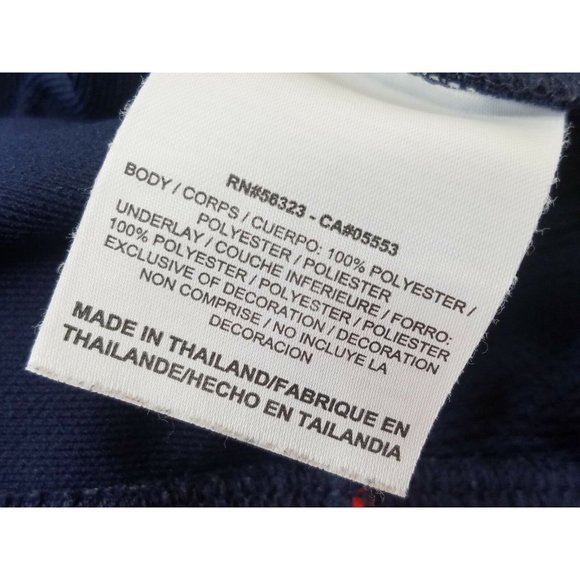 RN#56323 - CA#05553
BODY / CORPS / CUERPO: 100% POLYESTER /
POLYESTER / POLIESTER
UNDERLAY / COUCHE INFERIEURE / FORRO:
100% POLYESTER / POLYESTER / POLIESTER
EXCLUSIVE OF DECORATION / DECORATION
NON COMPRISE / NO INCLUYE LA
DECORACION
MADE IN THAILAND/FABRIQUE EN
THAILANDE/HECHO EN TAILANDIA